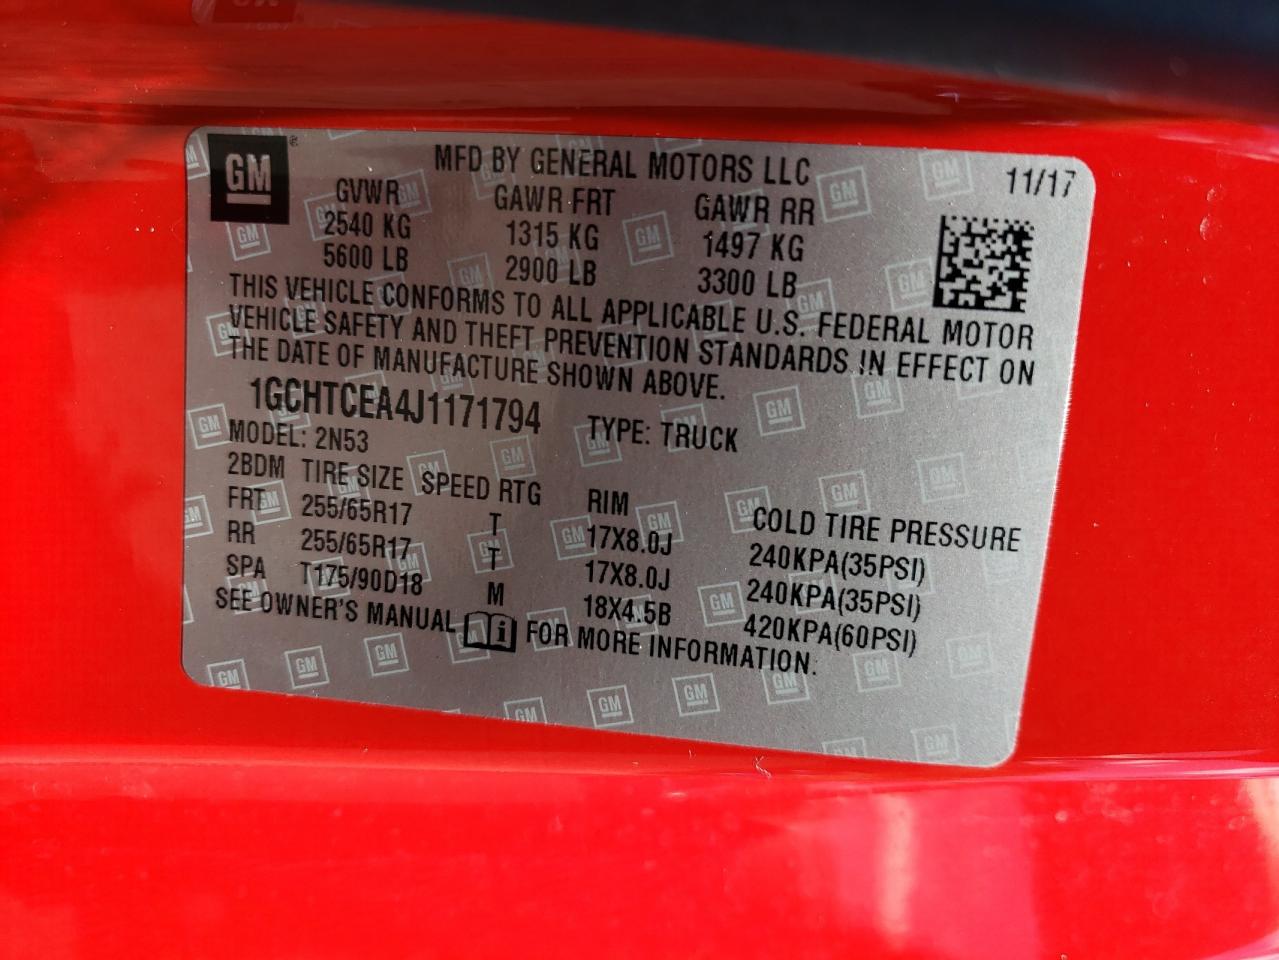 GM ® MFD BY GENERAL MOTORS LLC 11/17
GVWR GAWR FRT GAWR RR
2540 KG 1315 KG 1497 KG
5600 LB 2900 LB 3300 LB
THIS VEHICLE CONFORMS TO ALL APPLICABLE U.S. FEDERAL MOTOR
VEHICLE SAFETY AND THEFT PREVENTION STANDARDS IN EFFECT ON
THE DATE OF MANUFACTURE SHOWN ABOVE.
1GCHTCEA4J1171794 TYPE: TRUCK
MODEL: 2N53
2BDM TIRE SIZE SPEED RTG RIM COLD TIRE PRESSURE
FRT 255/65R17 T 17X8.0J 240KPA(35PSI)
RR 255/65R17 T 17X8.0J 240KPA(35PSI)
SPA T175/90D18 M 18X4.5B 420KPA(60PSI)
SEE OWNER'S MANUAL i FOR MORE INFORMATION.